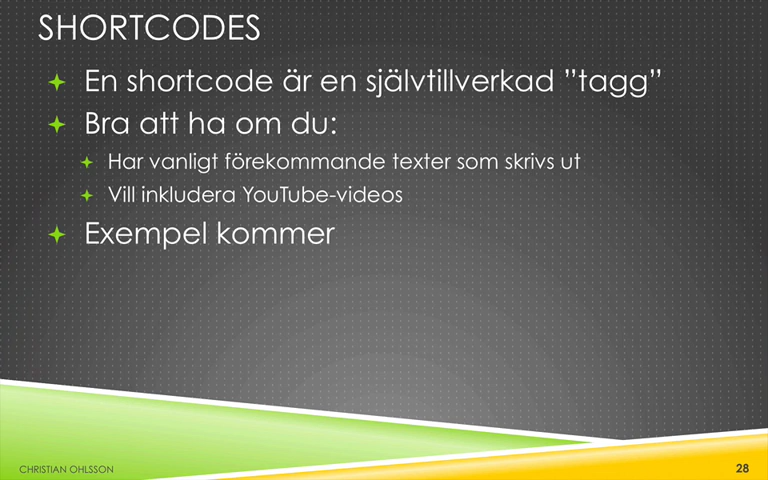 SHORTCODES
En shortcode är en självtillverkad ”tagg”
Bra att ha om du:
Har vanligt förekommande texter som skrivs ut
Vill inkludera YouTube-videos
Exempel kommer
CHRISTIAN OHLSSON
28